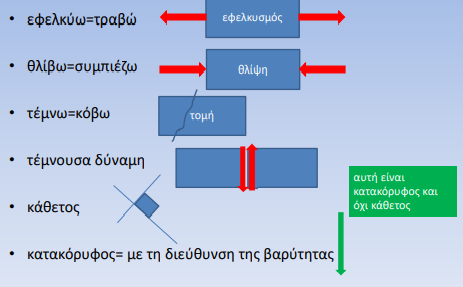 • εφελκύω=τραβώ
εφελκυσμός
• θλίβω=συμπιέζω
θλίψη
• τέμνω=κόβω
τομή
• τέμνουσα δύναμη
αυτή είναι
κατακόρυφος και
όχι κάθετος
• κάθετος
• κατακόρυφος= με τη διεύθυνση της βαρύτητας